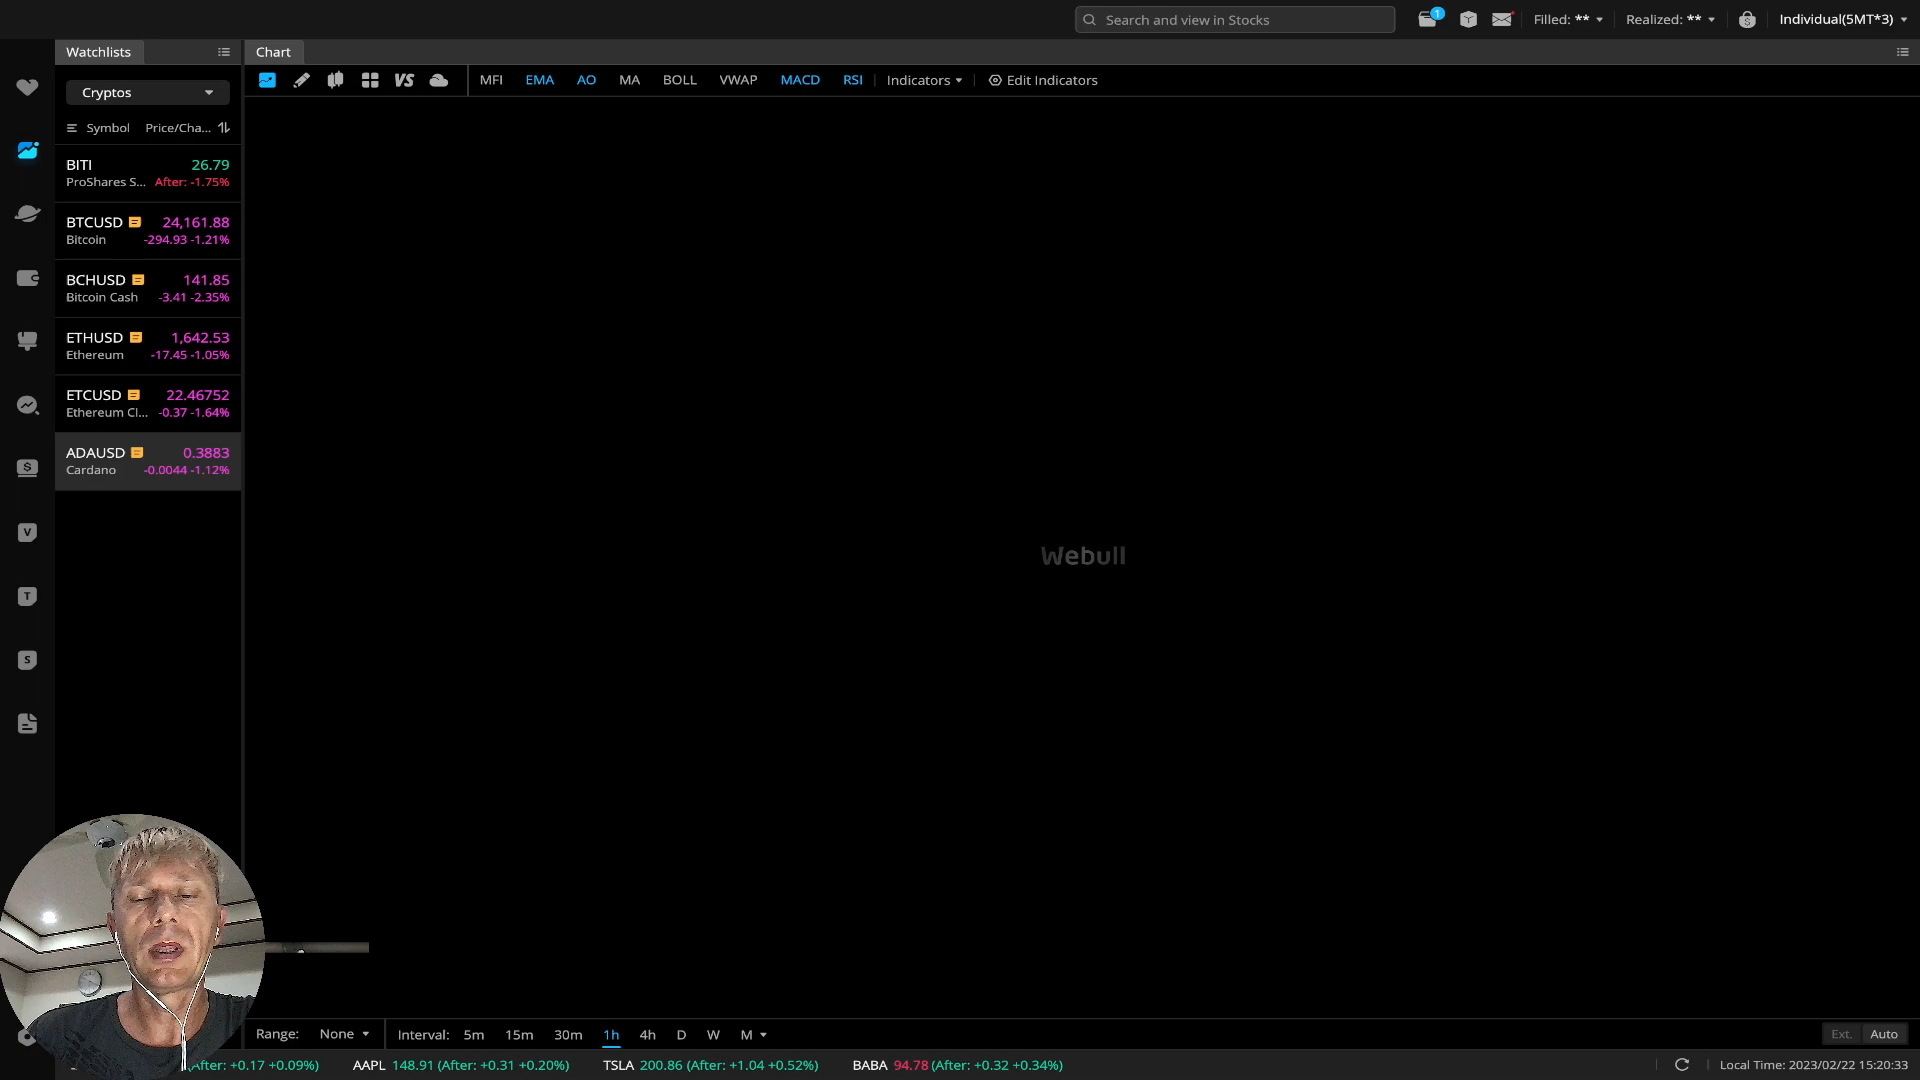 Search and view in Stocks
1
Filled: **
Realized: **
Individual(5MT*3)
Watchlists
Chart
Cryptos
MFI
EMA
AO
MA
BOLL
VWAP
MACD
RSI
Indicators
Edit Indicators
VS
Symbol
Price/Cha...
BITI 26.79
ProShares S... After: -1.75%
BTCUSD 24,161.88
Bitcoin -294.93 -1.21%
BCHUSD 141.85
Bitcoin Cash -3.41 -2.35%
ETHUSD 1,642.53
Ethereum -17.45 -1.05%
ETCUSD 22.46752
Ethereum Cl... -0.37 -1.64%
ADAUSD 0.3883
Cardano -0.0044 -1.12%
$
V
T
S
Webull
Range: None
Interval: 5m 15m 30m 1h 4h D W M
Ext. Auto
After: +0.17 +0.09%)
AAPL 148.91 (After: +0.31 +0.20%)
TSLA 200.86 (After: +1.04 +0.52%)
BABA 94.78 (After: +0.32 +0.34%)
Local Time: 2023/02/22 15:20:33